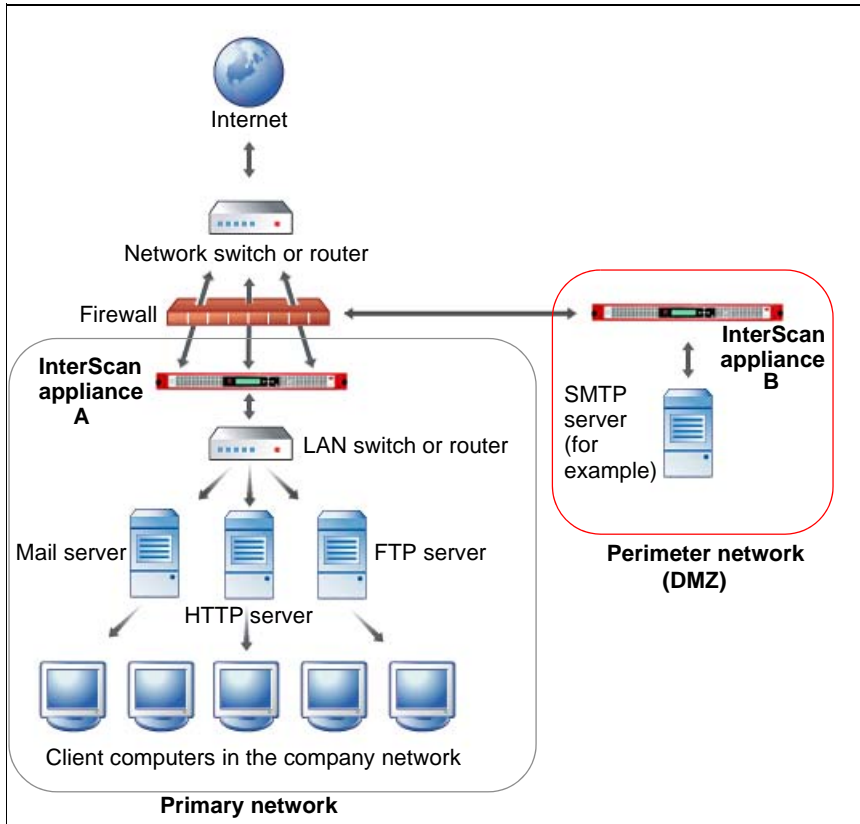 Internet
Network switch or router
Firewall
InterScan
appliance
A
InterScan
appliance
B
SMTP
server
(for
example)
LAN switch or router
Mail server
FTP server
HTTP server
Perimeter network
(DMZ)
Client computers in the company network
Primary network